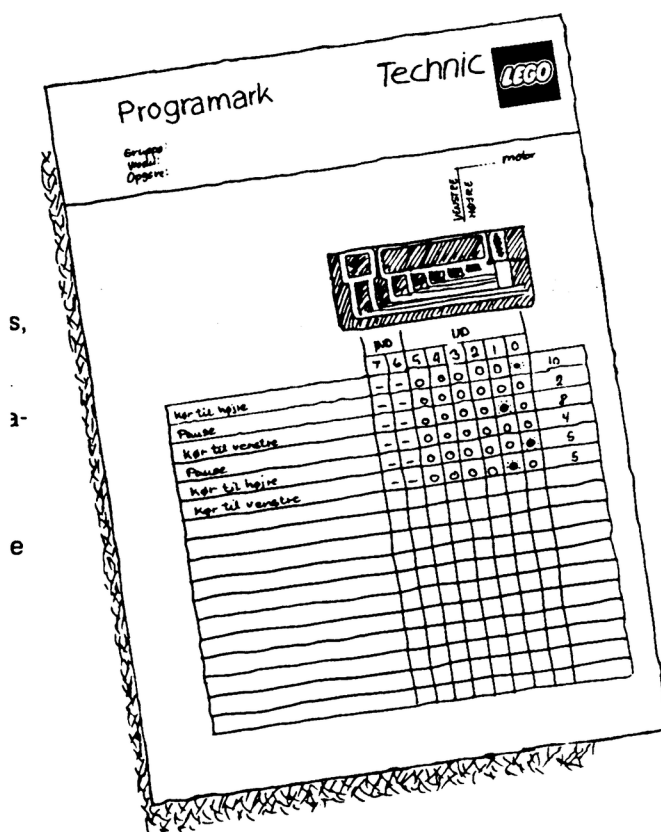 Programark
Technic LEGO
Gruppe:
Model:
Opgave:
motor
VENSTRE
HØJRE
s,
a-
e
IND UD
7 6 5 4 3 2 1 0
Kør til højre - - o o o o o • 10
Pause - - o o o o o o 2
Kør til venstre - - o o o o • o 8
Pause - - o o o o o o 4
Kør til højre - - o o o o o • 5
Kør til venstre - - o o o o • o 5